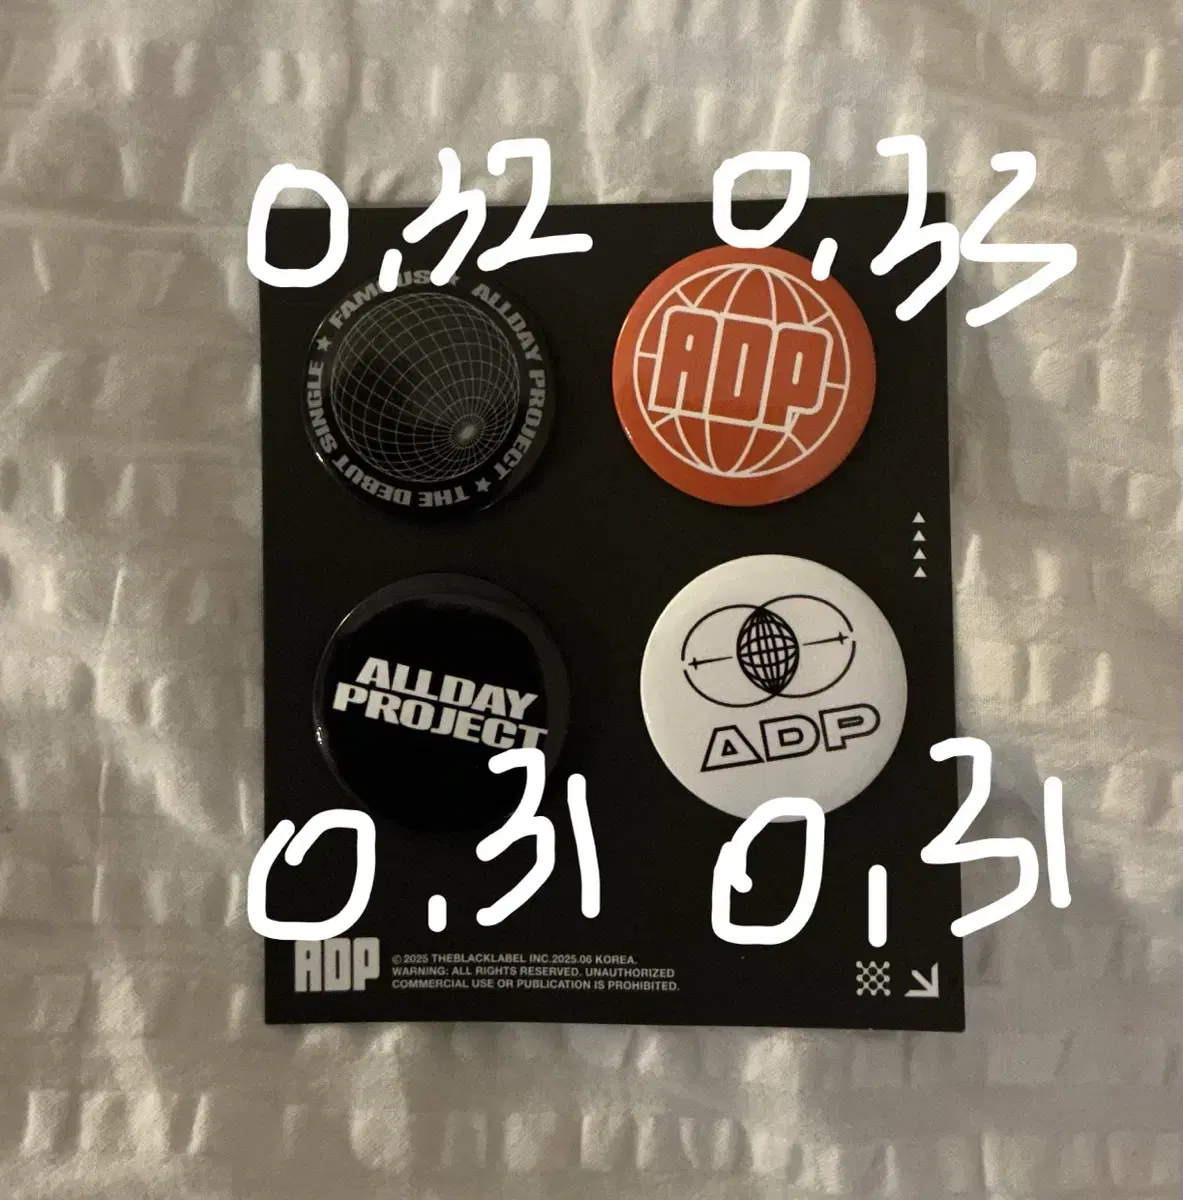 0,32
0,33
★ FAMOUS ★ ALLDAY PROJECT ★ THE DEBUT SINGLE
ADP
ALLDAY
PROJECT
ADP
0.31
0,31
ADP
© 2025 THEBLACKLABEL INC.2025.06 KOREA.
WARNING: ALL RIGHTS RESERVED. UNAUTHORIZED
COMMERCIAL USE OR PUBLICATION IS PROHIBITED.